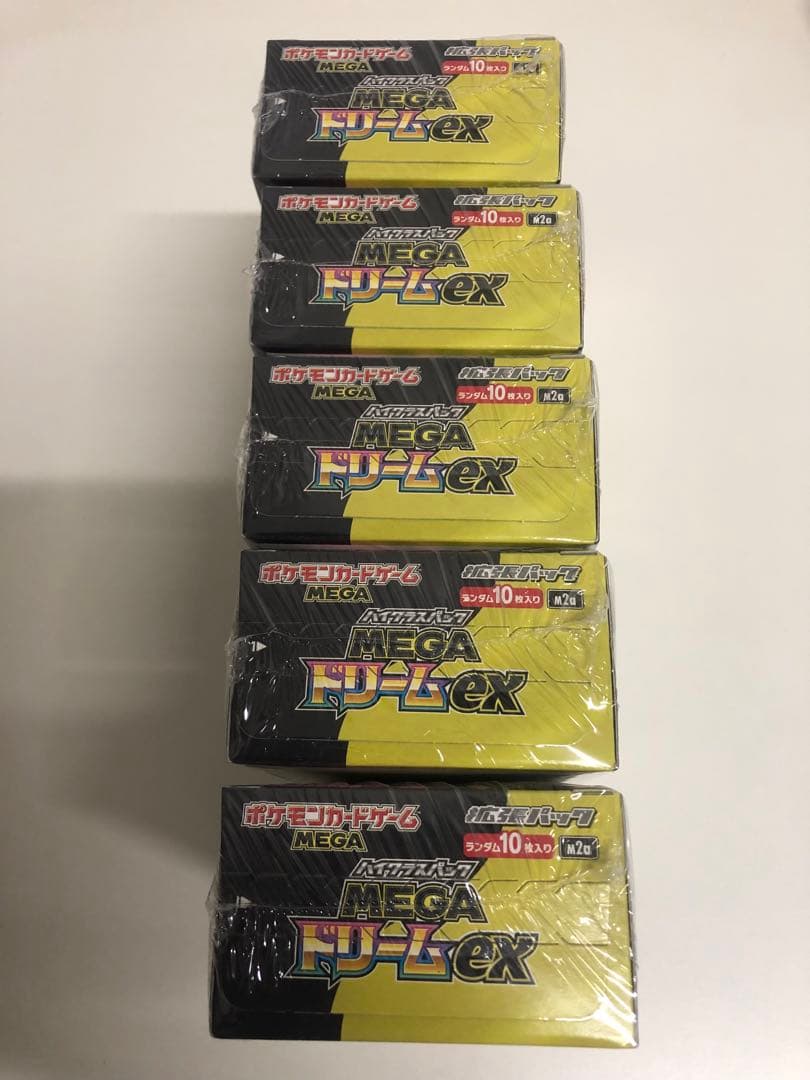 ポケモンカードゲーム
MEGA
拡張パック
ランダム10枚入り
ハイクラスパック
MEGA
ドリームex
ポケモンカードゲーム
MEGA
拡張パック
ランダム10枚入り M2a
ハイクラスパック
MEGA
ドリームex
ポケモンカードゲーム
MEGA
拡張パック
ランダム10枚入り M2a
ハイクラスパック
MEGA
ドリームex
ポケモンカードゲーム
MEGA
拡張パック
ランダム10枚入り M2a
ハイクラスパック
MEGA
ドリームex
ポケモンカードゲーム
MEGA
拡張パック
ランダム10枚入り M2a
ハイクラスパック
MEGA
ドリームex